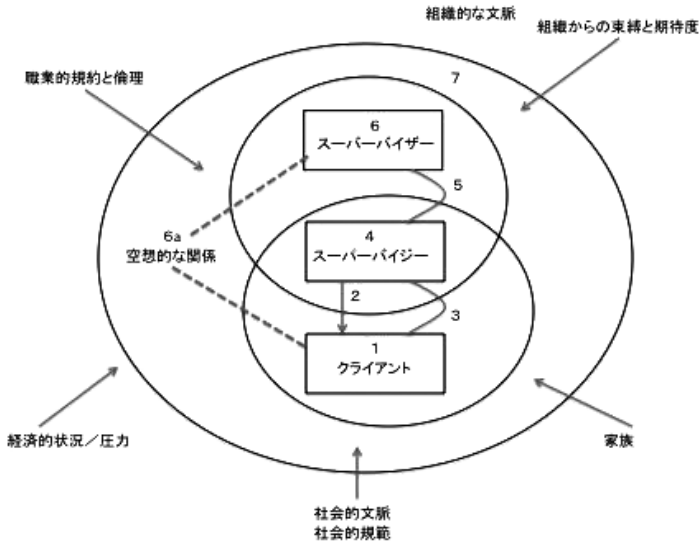 組織的な文脈
組織からの束縛と期待度
職業的規約と倫理
7
6
スーパーバイザー
5
6a
空想的な関係
4
スーパーバイジー
2
3
1
クライアント
経済的状況／圧力
家族
社会的文脈
社会的規範